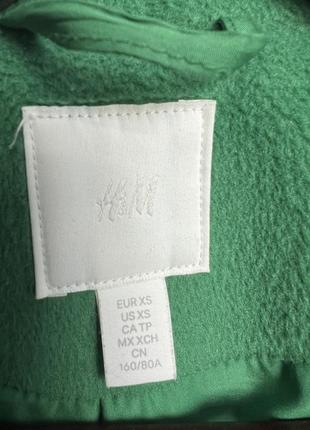 H&M
EUR XS
US XS
CA TP
MX XCH
CN
160/80A